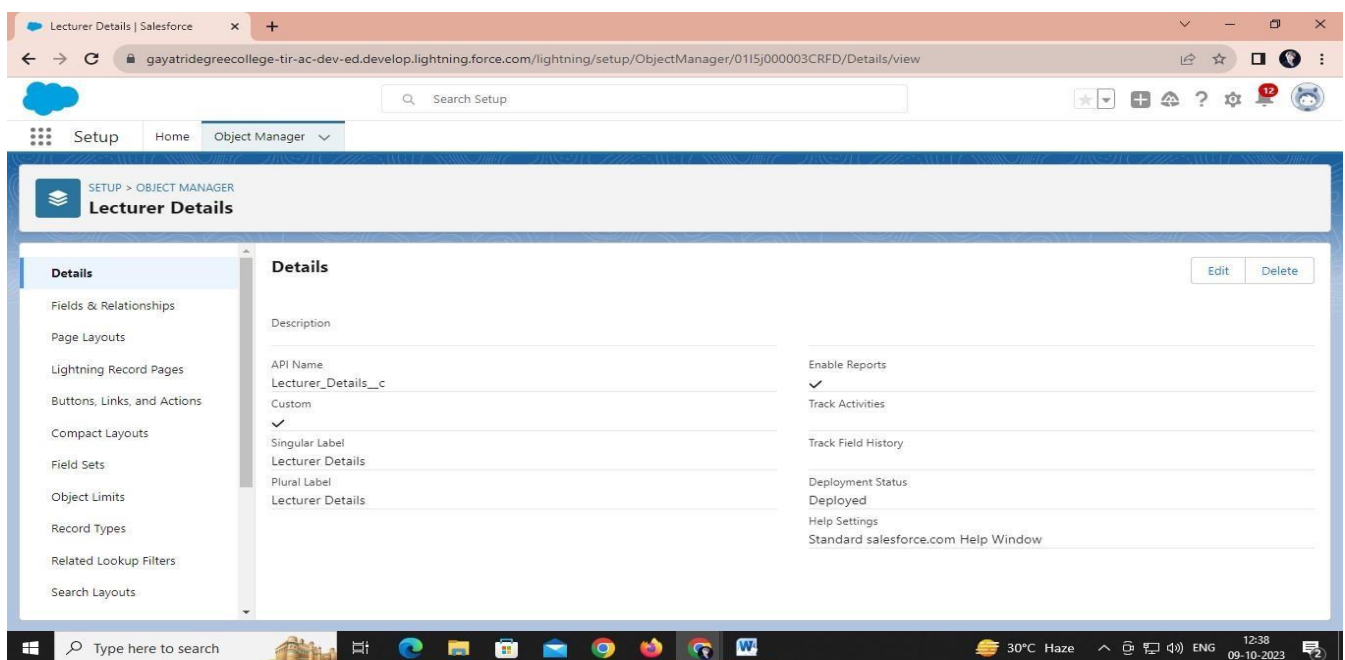 Lecturer Details | Salesforce
gayatridegreecollege-tir-ac-dev-ed.develop.lightning.force.com/lightning/setup/ObjectManager/01I5j000003CRFD/Details/view
Search Setup
12
Setup
Home
Object Manager
SETUP > OBJECT MANAGER
Lecturer Details
Details
Fields & Relationships
Page Layouts
Lightning Record Pages
Buttons, Links, and Actions
Compact Layouts
Field Sets
Object Limits
Record Types
Related Lookup Filters
Search Layouts
Details
Edit
Delete
Description
API Name
Lecturer_Details__c
Custom
Singular Label
Lecturer Details
Plural Label
Lecturer Details
Enable Reports
Track Activities
Track Field History
Deployment Status
Deployed
Help Settings
Standard salesforce.com Help Window
Type here to search
30°C Haze
ENG
12:38
09-10-2023
2